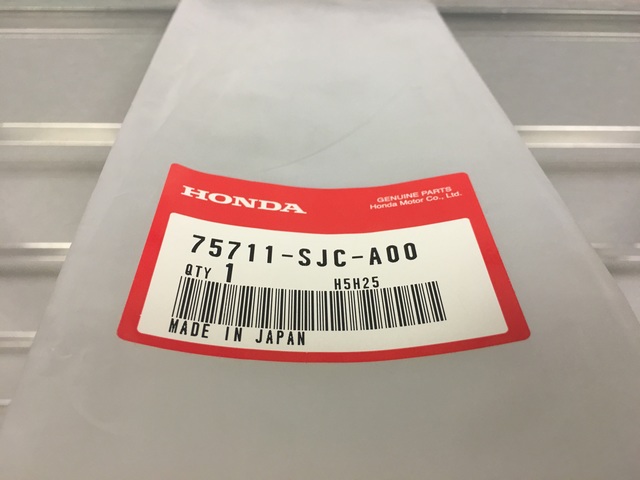 HONDA
GENUINE PARTS
Honda Motor Co., Ltd.
75711-SJC-A00
QTY 1
H5H25
MADE IN JAPAN